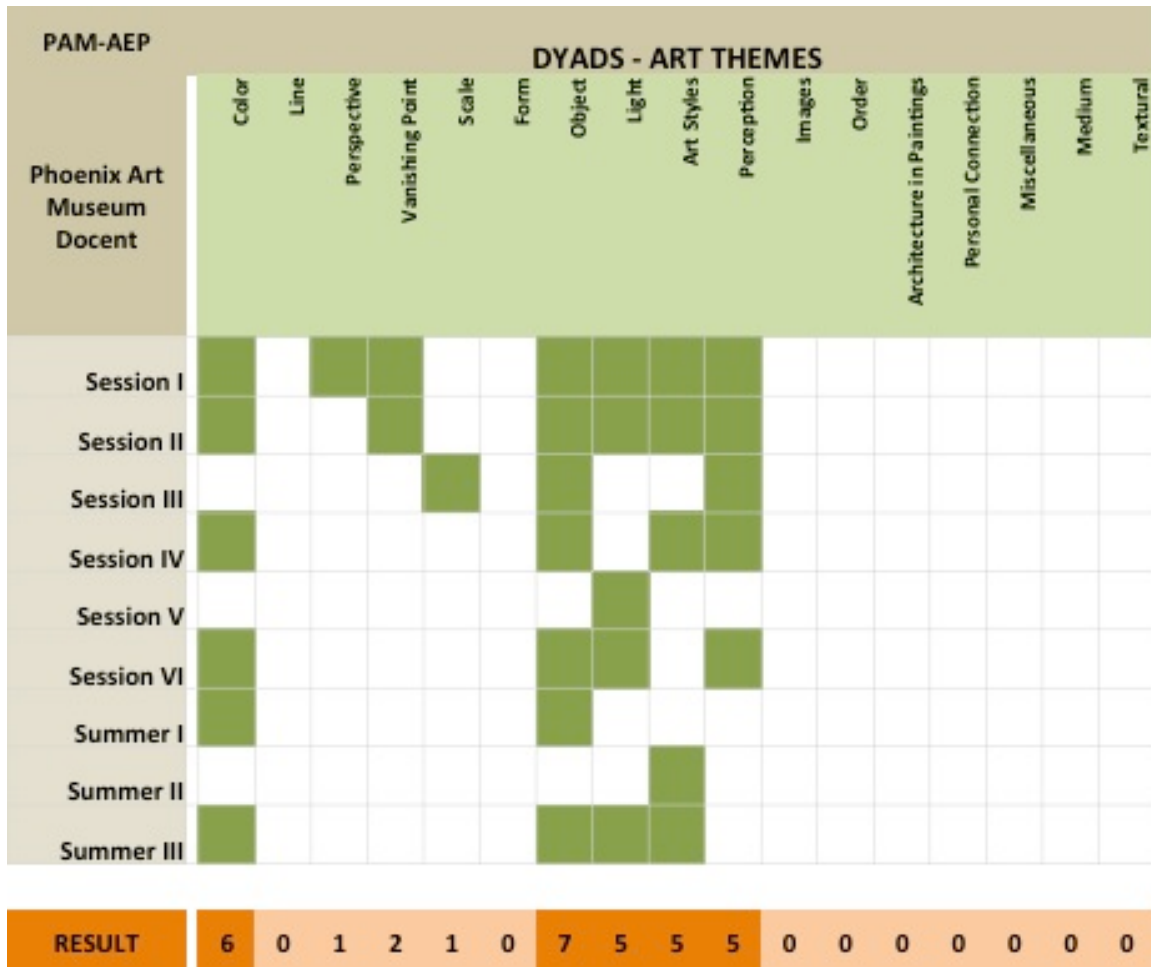 PAM-AEP
DYADS - ART THEMES
Phoenix Art
Museum
Docent
Color
Line
Perspective
Vanishing Point
Scale
Form
Object
Light
Art Styles
Perception
Images
Order
Architecture in Paintings
Personal Connection
Miscellaneous
Medium
Textural
Session I
Session II
Session III
Session IV
Session V
Session VI
Summer I
Summer II
Summer III
RESULT 6 0 1 2 1 0 7 5 5 5 0 0 0 0 0 0 0